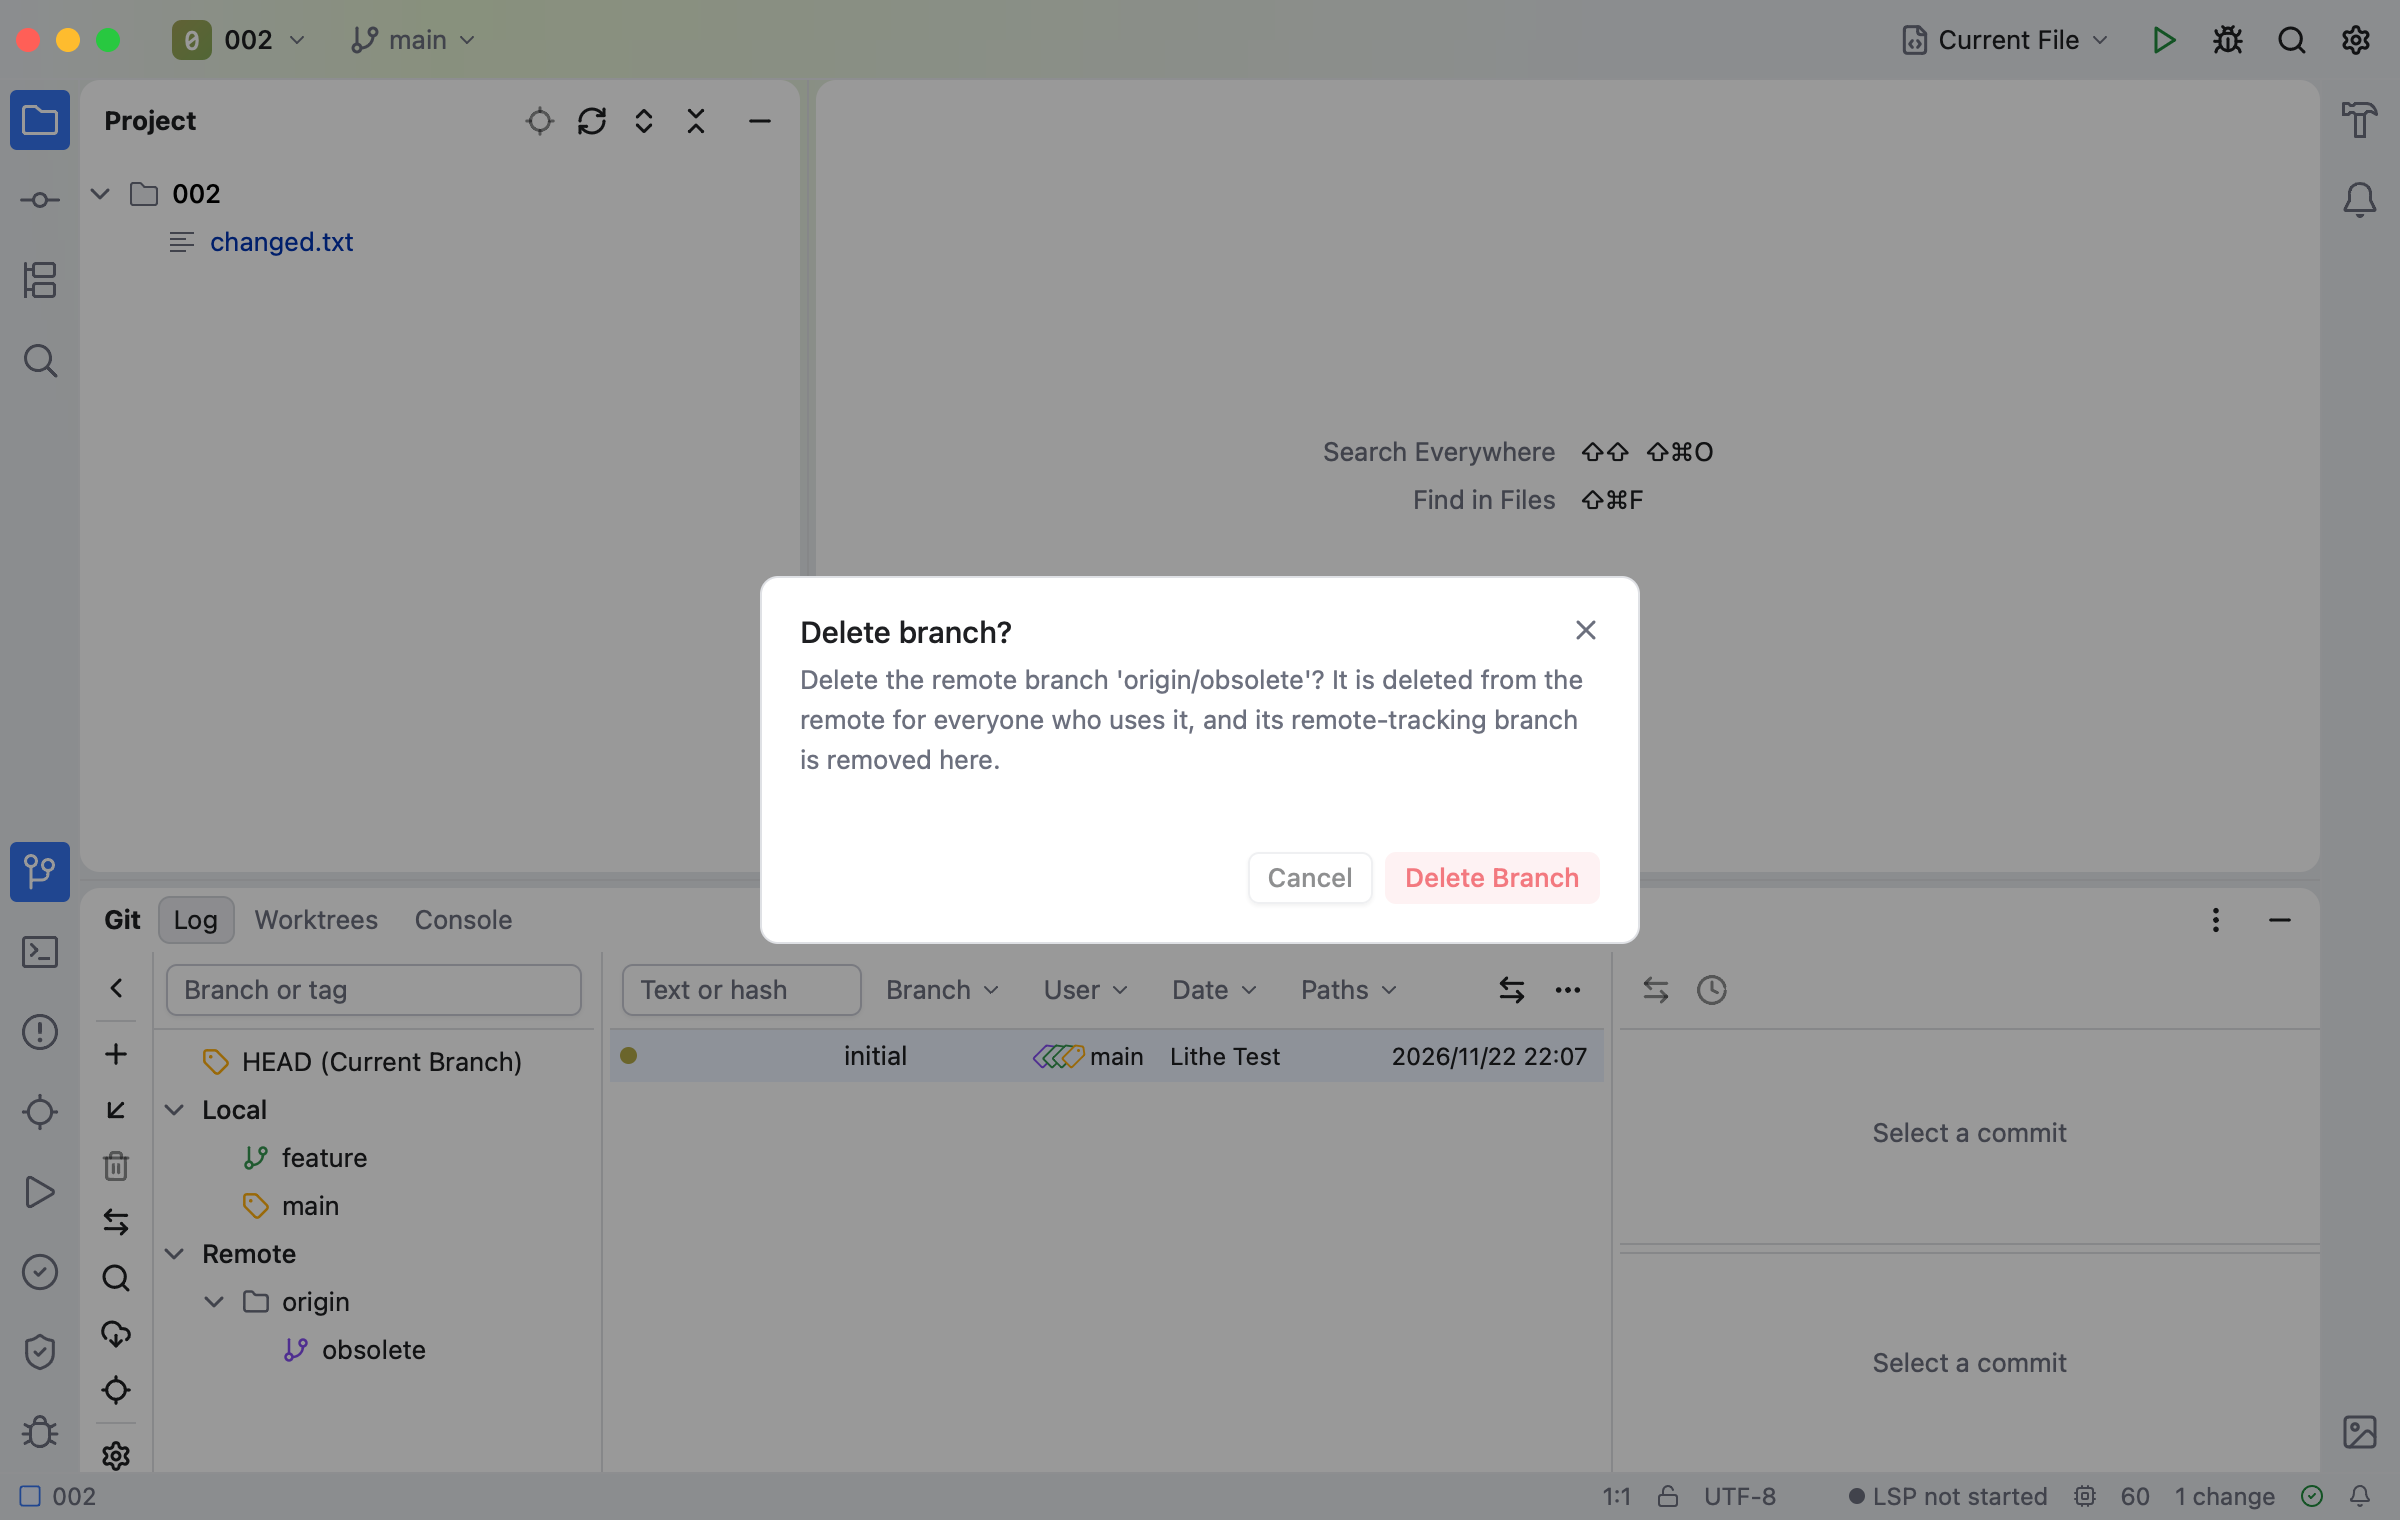 0 002 main
Current File
Project
002
changed.txt
Search Everywhere ⇧⇧ ⇧⌘O
Find in Files ⇧⌘F
Delete branch?
Delete the remote branch 'origin/obsolete'? It is deleted from the
remote for everyone who uses it, and its remote-tracking branch
is removed here.
Cancel Delete Branch
Git Log Worktrees Console
Branch or tag
Text or hash Branch User Date Paths
HEAD (Current Branch)
Local
feature
main
Remote
origin
obsolete
initial main Lithe Test 2026/11/22 22:07
Select a commit
Select a commit
002
1:1 UTF-8 LSP not started 60 1 change